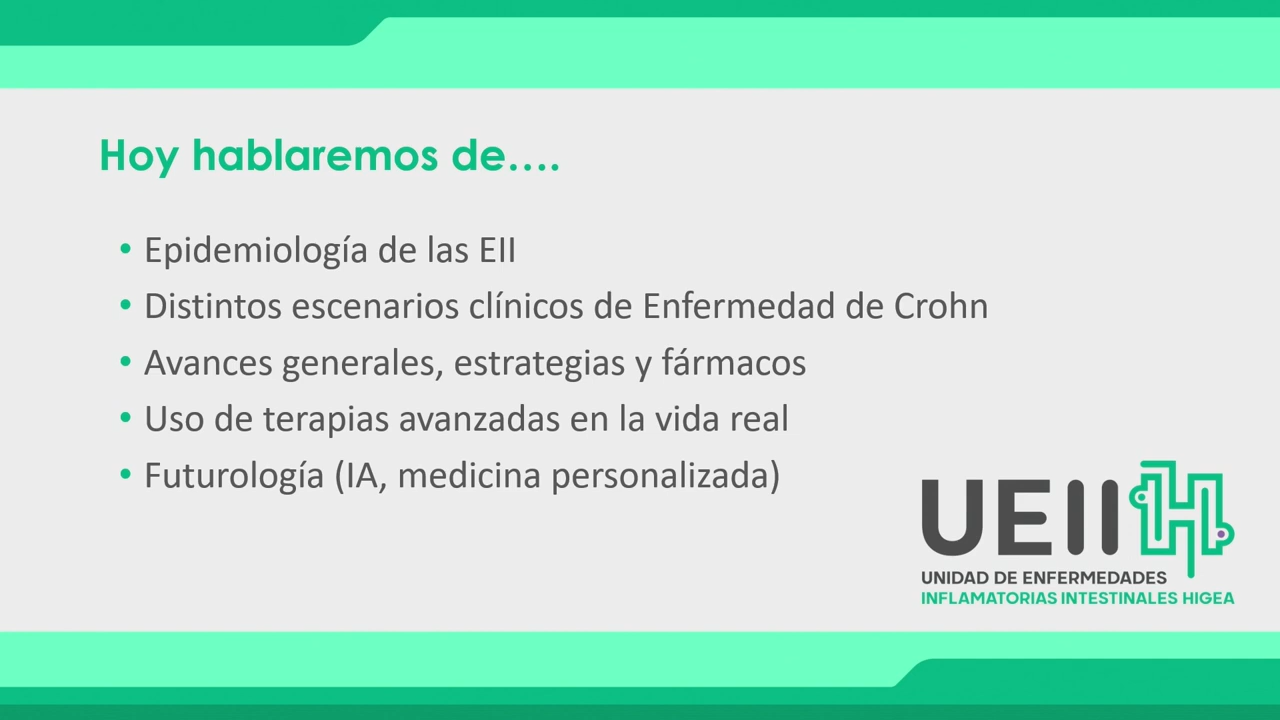 Hoy hablaremos de….
• Epidemiología de las EII
• Distintos escenarios clínicos de Enfermedad de Crohn
• Avances generales, estrategias y fármacos
• Uso de terapias avanzadas en la vida real
• Futurología (IA, medicina personalizada)
UEII H
UNIDAD DE ENFERMEDADES
INFLAMATORIAS INTESTINALES HIGEA